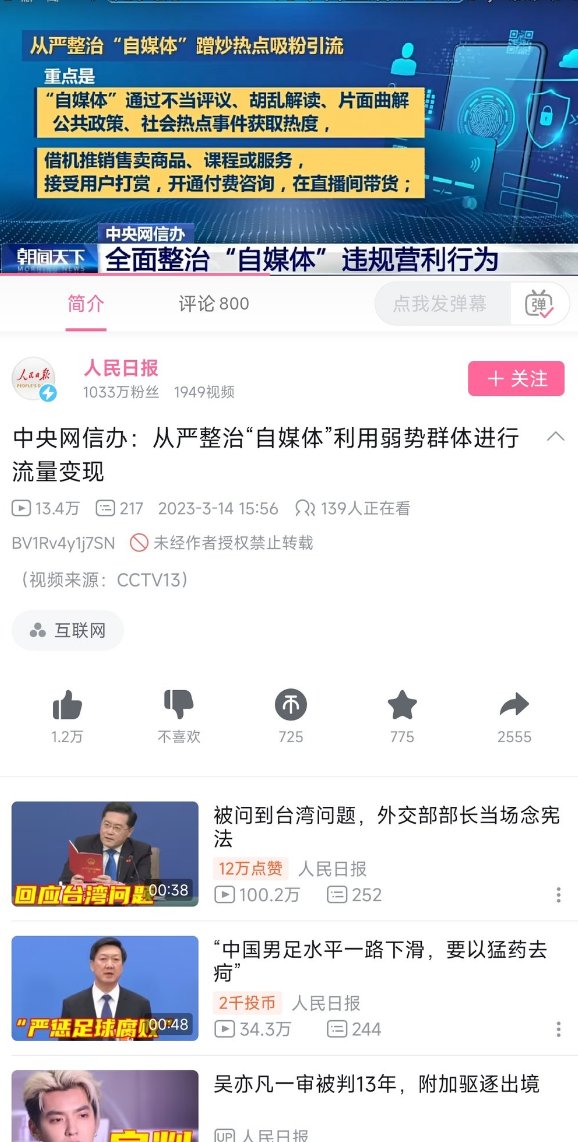 从严整治“自媒体”蹭炒热点吸粉引流
重点是
“自媒体”通过不当评议、胡乱解读、片面曲解
公共政策、社会热点事件获取热度，
借机推销售卖商品、课程或服务，
接受用户打赏，开通付费咨询，在直播间带货；
中央网信办
朝闻天下
MORNING NEWS
全面整治“自媒体”违规营利行为
简介
评论 800
点我发弹幕
弹
人民日报
PEOPLE'S D
人民日报
1033万粉丝 1949视频
＋ 关注
中央网信办：从严整治“自媒体”利用弱势群体进行
流量变现
13.4万 217 2023-3-14 15:56 139人正在看
BV1Rv4y1j7SN 未经作者授权禁止转载
（视频来源：CCTV13）
互联网
1.2万 不喜欢 725 775 2555
回应台湾问题
00:38
被问到台湾问题，外交部部长当场念宪
法
12万点赞 人民日报
100.2万 252
“严惩足球腐败”
00:48
“中国男足水平一路下滑，要以猛药去
疴”
2千投币 人民日报
34.3万 244
吴亦凡一审被判13年，附加驱逐出境
UP 人民日报